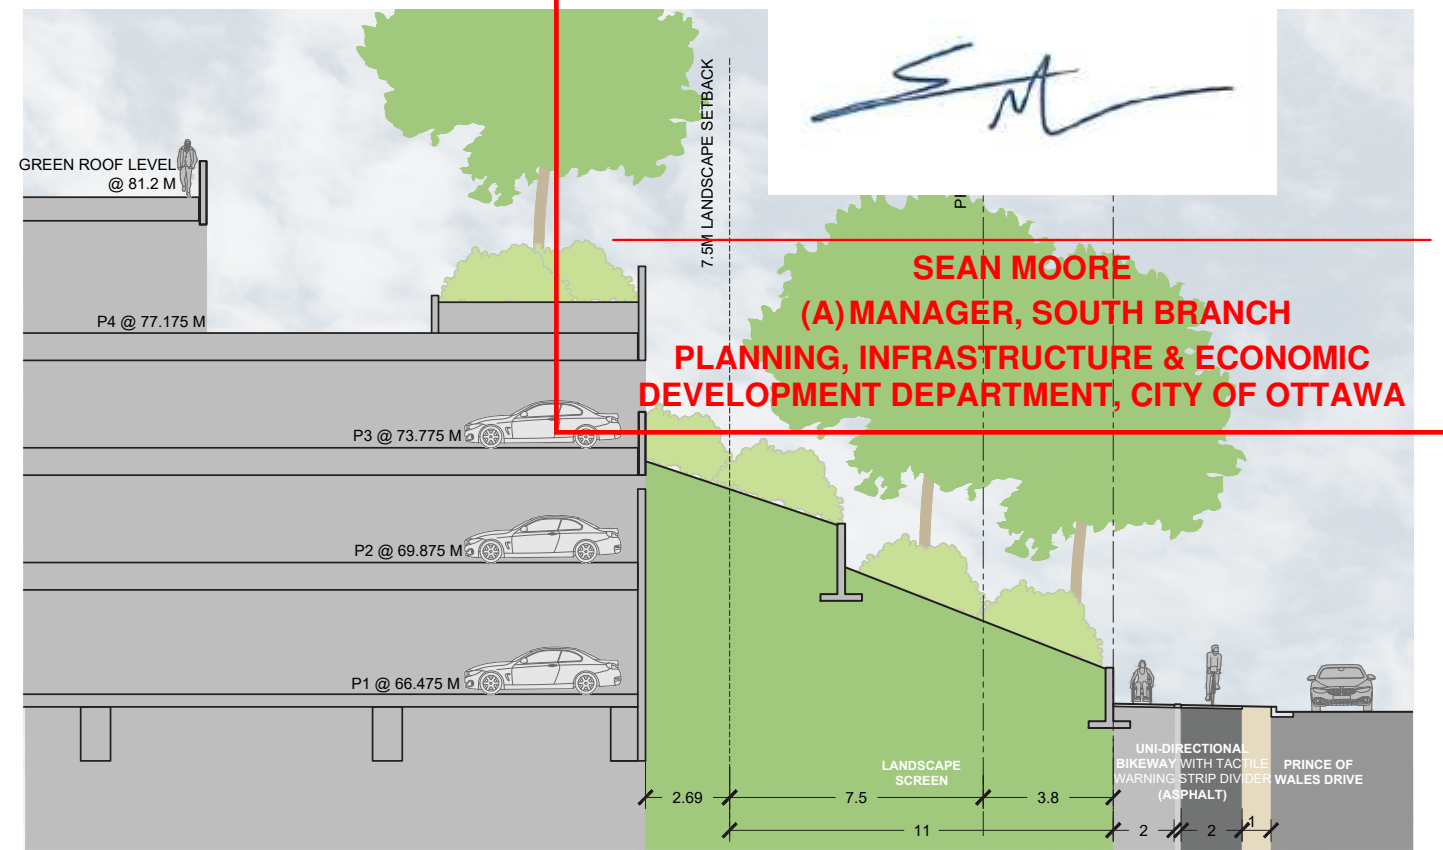 7.5M LANDSCAPE SETBACK
GREEN ROOF LEVEL
@ 81.2 M
SEAN MOORE
(A) MANAGER, SOUTH BRANCH
PLANNING, INFRASTRUCTURE & ECONOMIC
DEVELOPMENT DEPARTMENT, CITY OF OTTAWA
P4 @ 77.175 M
P3 @ 73.775 M
P2 @ 69.875 M
P1 @ 66.475 M
LANDSCAPE
SCREEN
UNI-DIRECTIONAL
BIKEWAY WITH TACTILE
WARNING STRIP DIVIDER
(ASPHALT)
PRINCE OF
WALES DRIVE
2.69
7.5
3.8
11
2
2
1